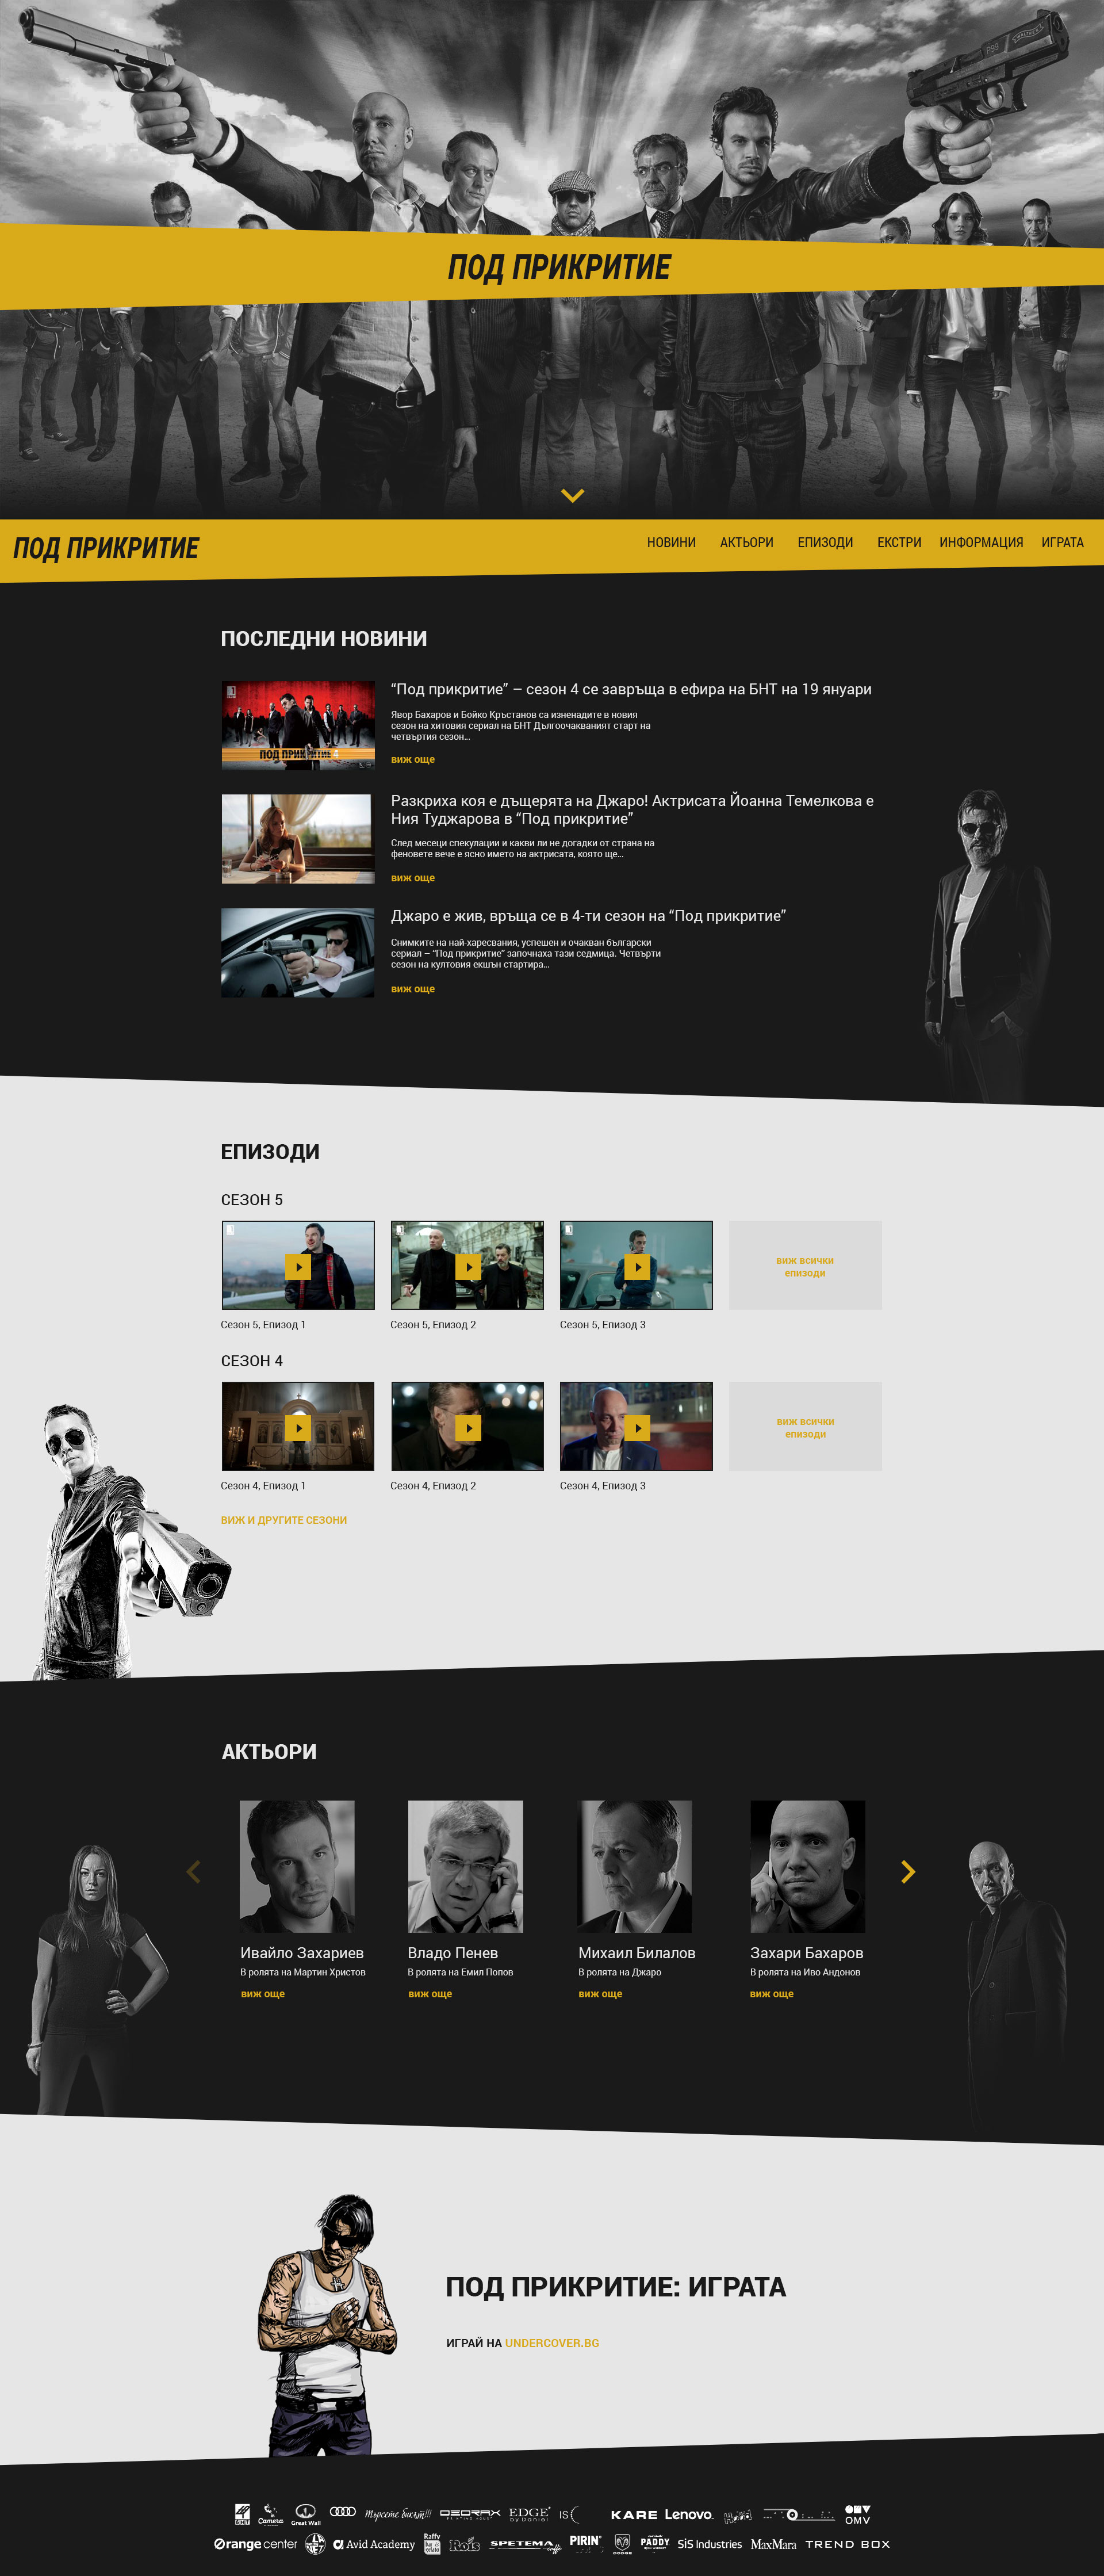 ПОД ПРИКРИТИЕ
ПОД ПРИКРИТИЕ
НОВИНИ
АКТЬОРИ
ЕПИЗОДИ
ЕКСТРИ
ИНФОРМАЦИЯ
ИГРАТА
ПОСЛЕДНИ НОВИНИ
ПОД ПРИКРИТИЕ
“Под прикритие” – сезон 4 се завръща в ефира на БНТ на 19 януари
Явор Бахаров и Бойко Кръстанов са изненадите в новия
сезон на хитовия сериал на БНТ Дългоочакваният старт на
четвъртия сезон...
виж още
Разкриха коя е дъщерята на Джаро! Актрисата Йоанна Темелкова е
Ния Туджарова в “Под прикритие”
След месеци спекулации и какви ли не догадки от страна на
феновете вече е ясно името на актрисата, която ще...
виж още
Джаро е жив, връща се в 4-ти сезон на “Под прикритие”
Снимките на най-харесвания, успешен и очакван български
сериал – “Под прикритие” започнаха тази седмица. Четвърти
сезон на култовия екшън стартира...
виж още
ЕПИЗОДИ
СЕЗОН 5
виж всички
епизоди
Сезон 5, Епизод 1
Сезон 5, Епизод 2
Сезон 5, Епизод 3
СЕЗОН 4
виж всички
епизоди
Сезон 4, Епизод 1
Сезон 4, Епизод 2
Сезон 4, Епизод 3
ВИЖ И ДРУГИТЕ СЕЗОНИ
АКТЬОРИ
Ивайло Захариев
В ролята на Мартин Христов
виж още
Владо Пенев
В ролята на Емил Попов
виж още
Михаил Билалов
В ролята на Джаро
виж още
Захари Бахаров
В ролята на Иво Андонов
виж още
ПОД ПРИКРИТИЕ: ИГРАТА
ИГРАЙ НА UNDERCOVER.BG
Camera
Great Wall
Търсете бикът!!!
EDGE
by Daniel
IS
KARE
Lenovo
OMV
Orange center
Avid Academy
Raffy
Rois
SPETEMA
PIRIN
DODGE
PADDY
SiS Industries
MaxMara
TREND BOX